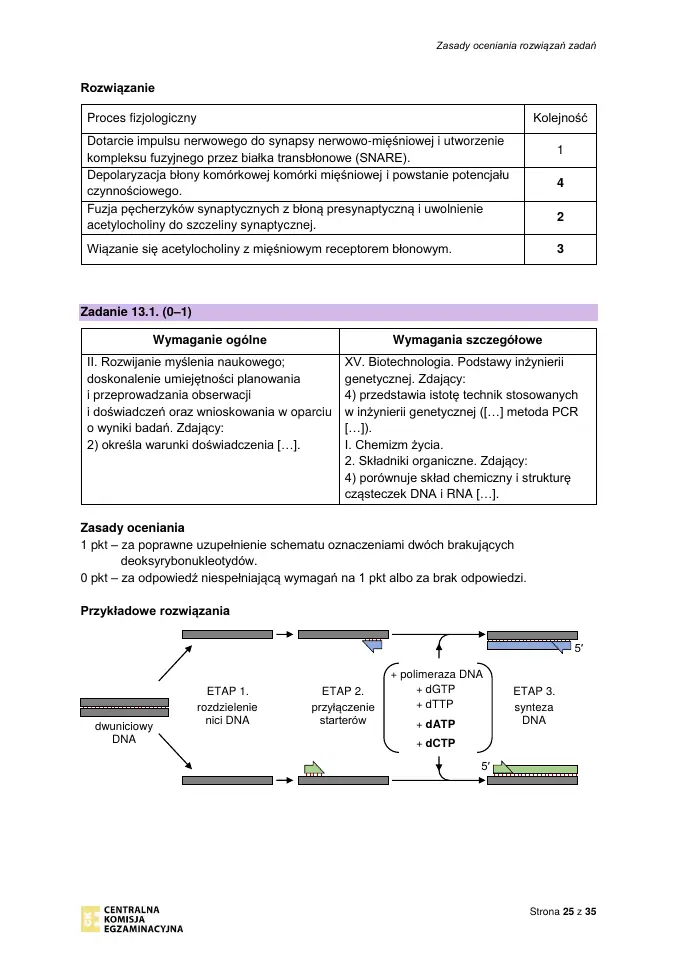 Zasady oceniania rozwiązań zadań
Rozwiązanie
Proces fizjologiczny Kolejność
Dotarcie impulsu nerwowego do synapsy nerwowo-mięśniowej i utworzenie
kompleksu fuzyjnego przez białka transbłonowe (SNARE). 1
Depolaryzacja błony komórkowej komórki mięśniowej i powstanie potencjału
czynnościowego. 4
Fuzja pęcherzyków synaptycznych z błoną presynaptyczną i uwolnienie
acetylocholiny do szczeliny synaptycznej. 2
Wiązanie się acetylocholiny z mięśniowym receptorem błonowym. 3
Zadanie 13.1. (0–1)
Wymaganie ogólne
II. Rozwijanie myślenia naukowego;
doskonalenie umiejętności planowania
i przeprowadzania obserwacji
i doświadczeń oraz wnioskowania w oparciu
o wyniki badań. Zdający:
2) określa warunki doświadczenia […].
Wymagania szczegółowe
XV. Biotechnologia. Podstawy inżynierii
genetycznej. Zdający:
4) przedstawia istotę technik stosowanych
w inżynierii genetycznej ([…] metoda PCR
[…]).
I. Chemizm życia.
2. Składniki organiczne. Zdający:
4) porównuje skład chemiczny i strukturę
cząsteczek DNA i RNA […].
Zasady oceniania
1 pkt – za poprawne uzupełnienie schematu oznaczeniami dwóch brakujących
deoksyrybonukleotydów.
0 pkt – za odpowiedź niespełniającą wymagań na 1 pkt albo za brak odpowiedzi.
Przykładowe rozwiązania
dwuniciowy
DNA
ETAP 1.
rozdzielenie
nici DNA
ETAP 2.
przyłączenie
starterów
+ polimeraza DNA
+ dGTP
+ dTTP
+ dATP
+ dCTP
ETAP 3.
synteza
DNA
5′
5′
CKE
CENTRALNA
KOMISJA
EGZAMINACYJNA
Strona 25 z 35